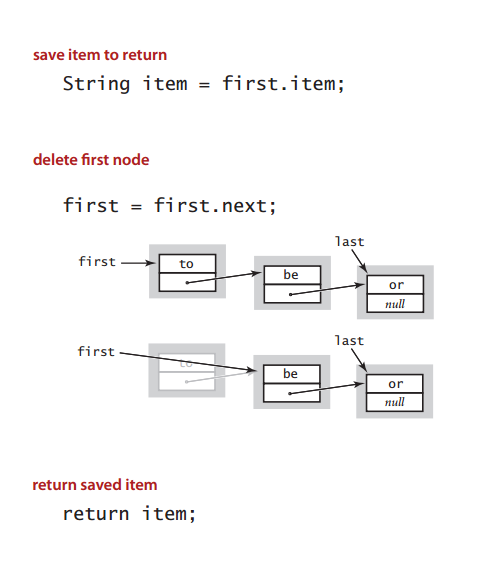 save item to return
String item = first.item;
delete first node
first = first.next;
last
first
to
be
or
null
last
first
to
be
or
null
return saved item
return item;